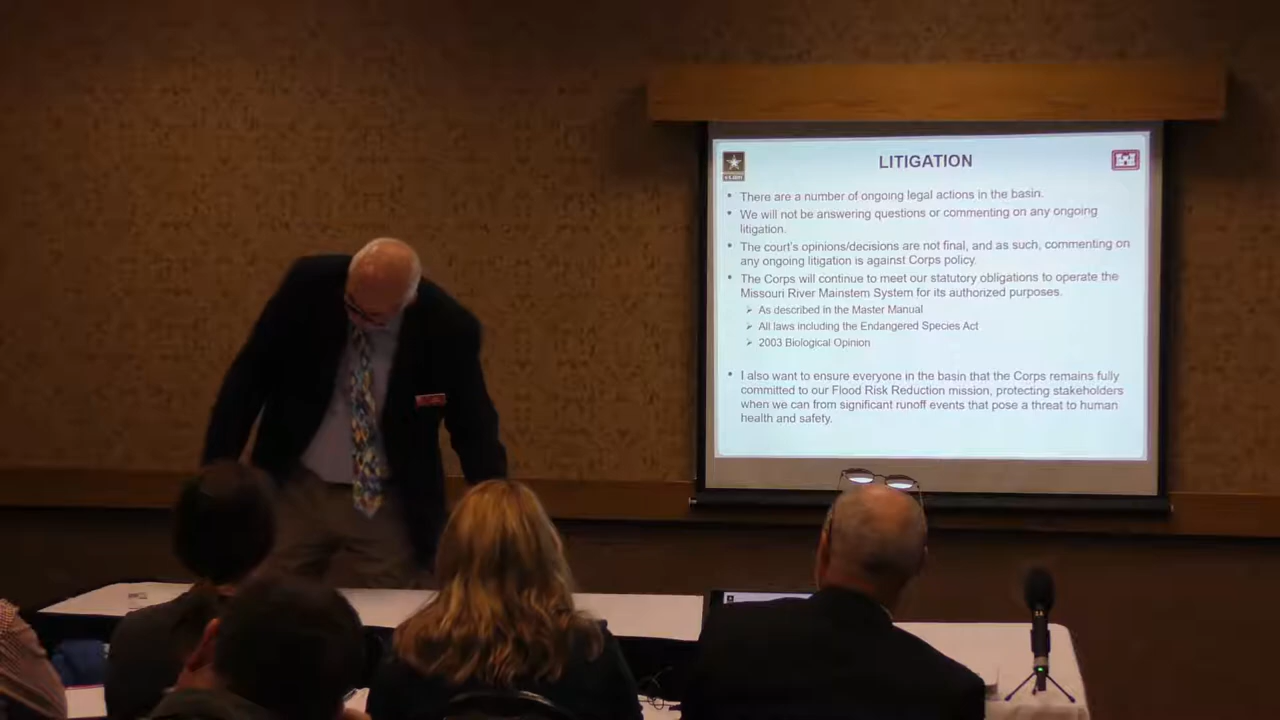 LITIGATION
There are a number of ongoing legal actions in the basin.
We will not be answering questions or commenting on any ongoing
litigation.
The court's opinions/decisions are not final, and as such, commenting on
any ongoing litigation is against Corps policy.
The Corps will continue to meet our statutory obligations to operate the
Missouri River Mainstem System for its authorized purposes.
As described in the Master Manual
All laws including the Endangered Species Act
2003 Biological Opinion
I also want to ensure everyone in the basin that the Corps remains fully
committed to our Flood Risk Reduction mission, protecting stakeholders
when we can from significant runoff events that pose a threat to human
health and safety.